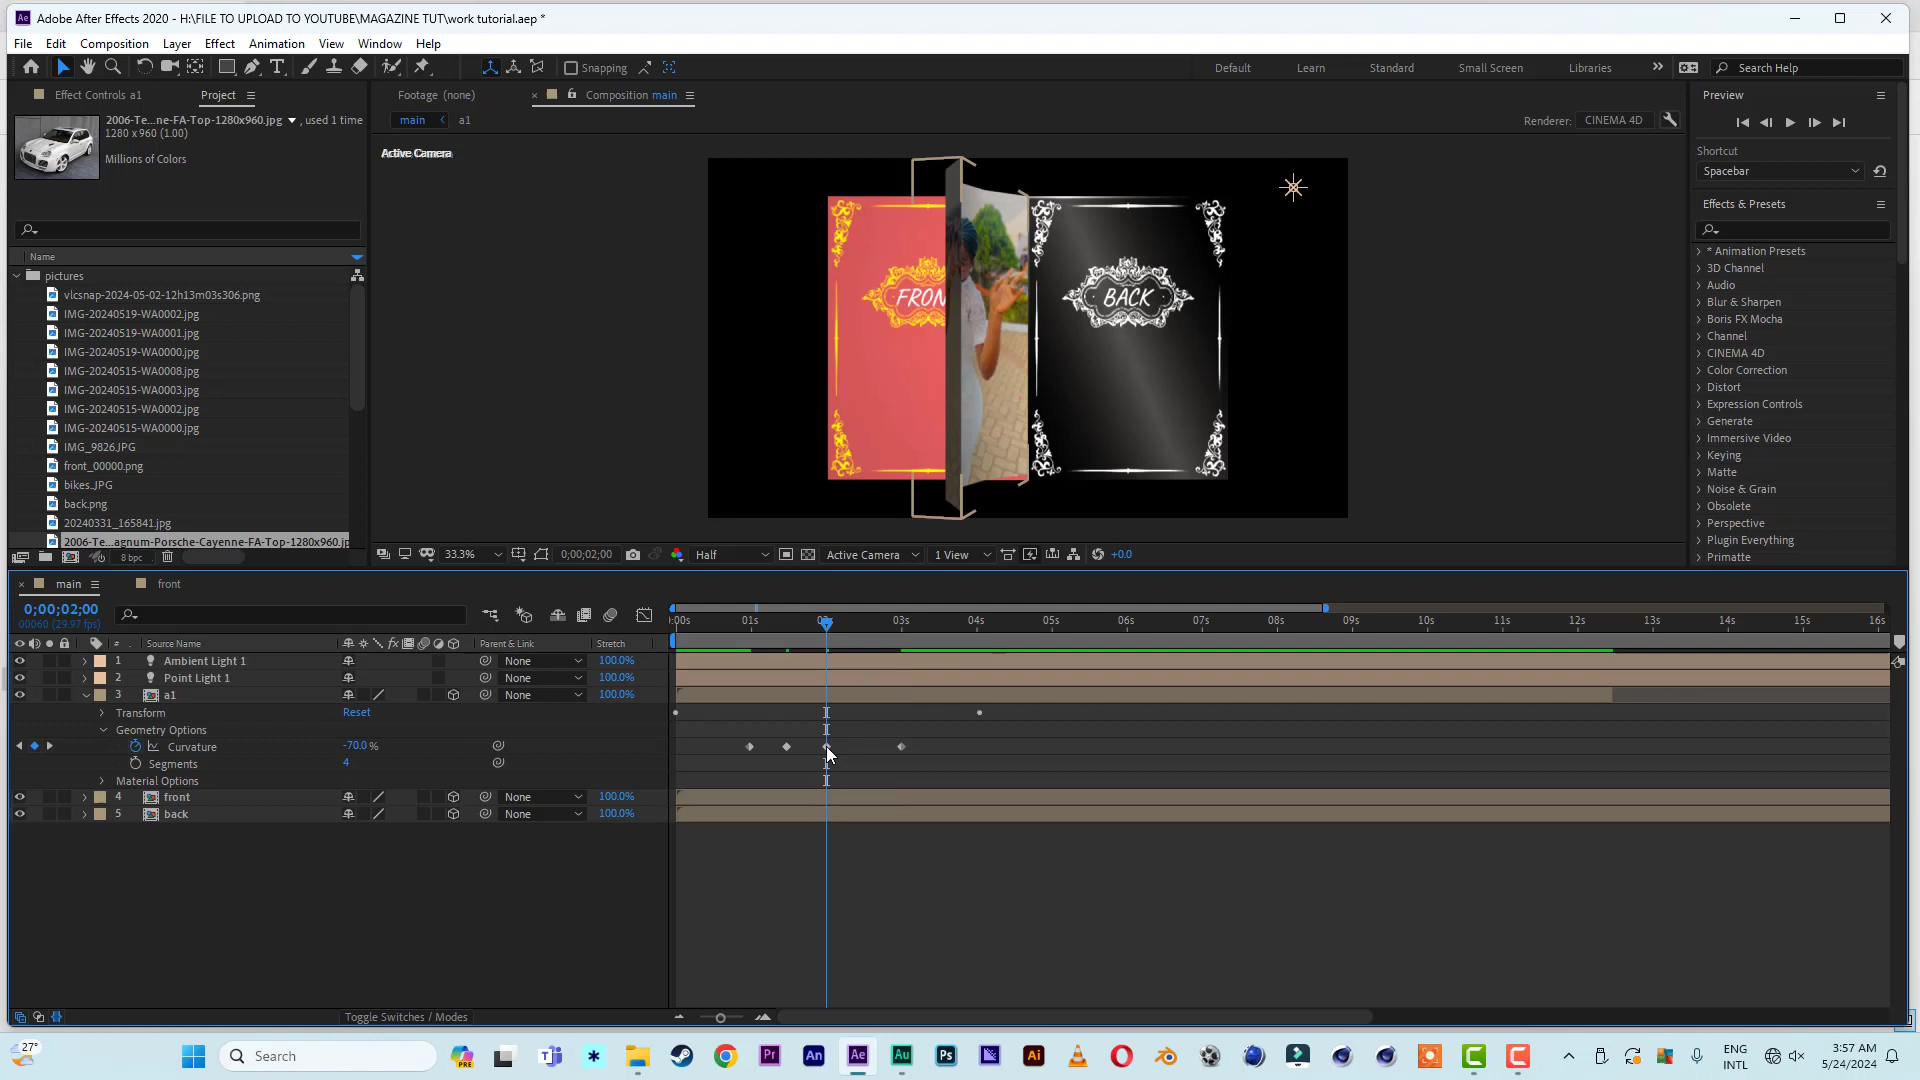 Adobe After Effects 2020 - H:\FILE TO UPLOAD TO YOUTUBE\MAGAZINE TUT\work tutorial.aep *
File Edit Composition Layer Effect Animation View Window Help
Snapping Default Learn Standard Small Screen Libraries Search Help
Effect Controls a1 Project
2006-Te...ne-FA-Top-1280x960.jpg , used 1 time
1280 x 960 (1.00)
Millions of Colors
Name
pictures
vlcsnap-2024-05-02-12h13m03s306.png
IMG-20240519-WA0002.jpg
IMG-20240519-WA0001.jpg
IMG-20240519-WA0000.jpg
IMG-20240515-WA0008.jpg
IMG-20240515-WA0003.jpg
IMG-20240515-WA0002.jpg
IMG-20240515-WA0000.jpg
IMG_9826.JPG
front_00000.png
bikes.JPG
back.png
20240331_165841.jpg
2006-Te...agnum-Porsche-Cayenne-FA-Top-1280x960.jp
8 bpc
Footage (none) Composition main
main a1
Renderer: CINEMA 4D
Active Camera
FRON
BACK
33.3% 0;00;02;00 Half Active Camera 1 View +0.0
Preview
Shortcut
Spacebar
Effects & Presets
* Animation Presets
3D Channel
Audio
Blur & Sharpen
Boris FX Mocha
Channel
CINEMA 4D
Color Correction
Distort
Expression Controls
Generate
Immersive Video
Keying
Matte
Noise & Grain
Obsolete
Perspective
Plugin Everything
Primatte
main front
0;00;02;00
00060 (29.97 fps)
:00s 01s 02s 03s 04s 05s 06s 07s 08s 09s 10s 11s 12s 13s 14s 15s 16s
# Source Name Parent & Link Stretch
1 Ambient Light 1 None 100.0%
2 Point Light 1 None 100.0%
3 a1 None 100.0%
Transform Reset
Geometry Options
Curvature -70.0 %
Segments 4
Material Options
4 front None 100.0%
5 back None 100.0%
Toggle Switches / Modes
27°
Search
ENG
INTL
3:57 AM
5/24/2024